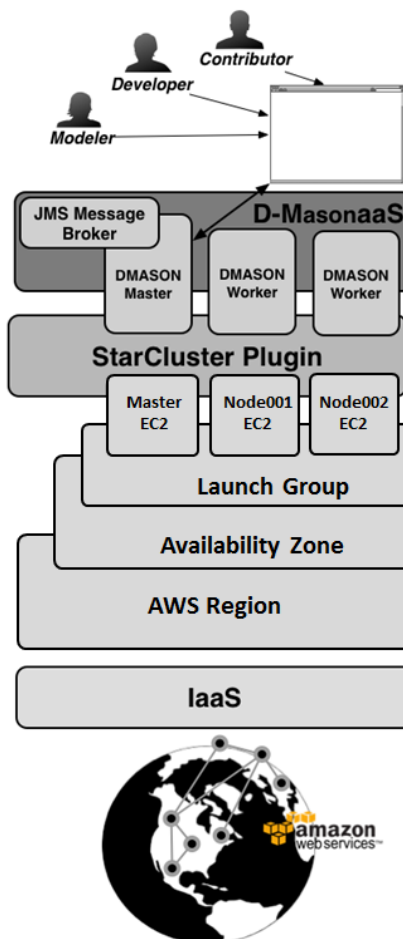 Contributor
Developer
Modeler
D-MasonaaS
JMS Message
Broker
DMASON
Master
DMASON
Worker
DMASON
Worker
StarCluster Plugin
Master
EC2
Node001
EC2
Node002
EC2
Launch Group
Availability Zone
AWS Region
IaaS
amazon
webservices™